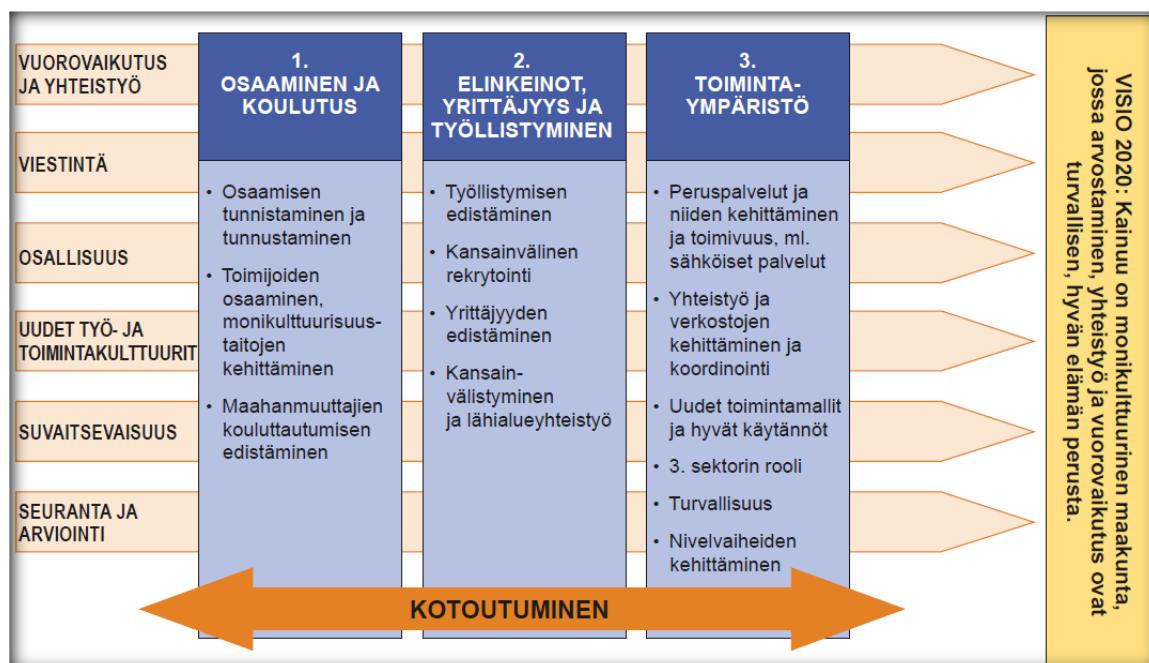 VUOROVAIKUTUS
JA YHTEISTYÖ
VIESTINTÄ
OSALLISUUS
UUDET TYÖ- JA
TOIMINTAKULTTUURIT
SUVAITSEVAISUUS
SEURANTA JA
ARVIOINTI
1.
OSAAMINEN JA
KOULUTUS
• Osaamisen
tunnistaminen ja
tunnustaminen
• Toimijoiden
osaaminen,
monikulttuurisuus-
taitojen
kehittäminen
• Maahanmuuttajien
kouluttautumisen
edistäminen
2.
ELINKEINOT,
YRITTÄJYYS JA
TYÖLLISTYMINEN
• Työllistymisen
edistäminen
• Kansainvälinen
rekrytointi
• Yrittäjyyden
edistäminen
• Kansain-
välistyminen
ja lähialueyhteistyö
3.
TOIMINTA-
YMPÄRISTÖ
• Peruspalvelut ja
niiden kehittäminen
ja toimivuus, ml.
sähköiset palvelut
• Yhteistyö ja
verkostojen
kehittäminen ja
koordinointi
• Uudet toimintamallit
ja hyvät käytännöt
• 3. sektorin rooli
• Turvallisuus
• Nivelvaiheiden
kehittäminen
KOTOUTUMINEN
VISIO 2020: Kainuu on monikulttuurinen maakunta,
jossa arvostaminen, yhteistyö ja vuorovaikutus ovat
turvallisen, hyvän elämän perusta.